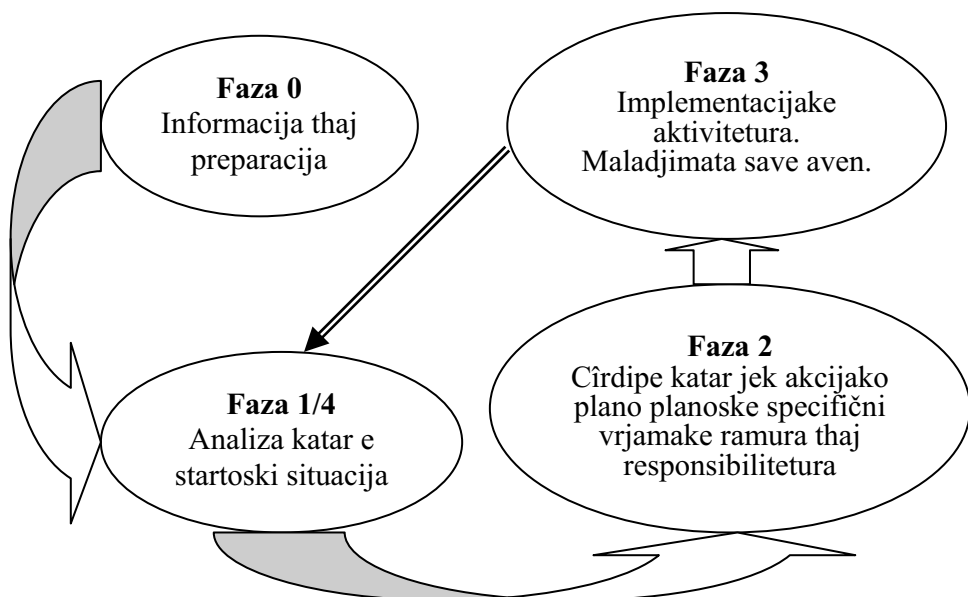 Faza 0
Informacija thaj
preparacija
Faza 3
Implementacijake
aktivitetura.
Maladjimata save aven.
Faza 1/4
Analiza katar e
startoski situacija
Faza 2
Cîrdipe katar jek akcijako
plano planoske specifični
vrjamake ramura thaj
responsibilitetura